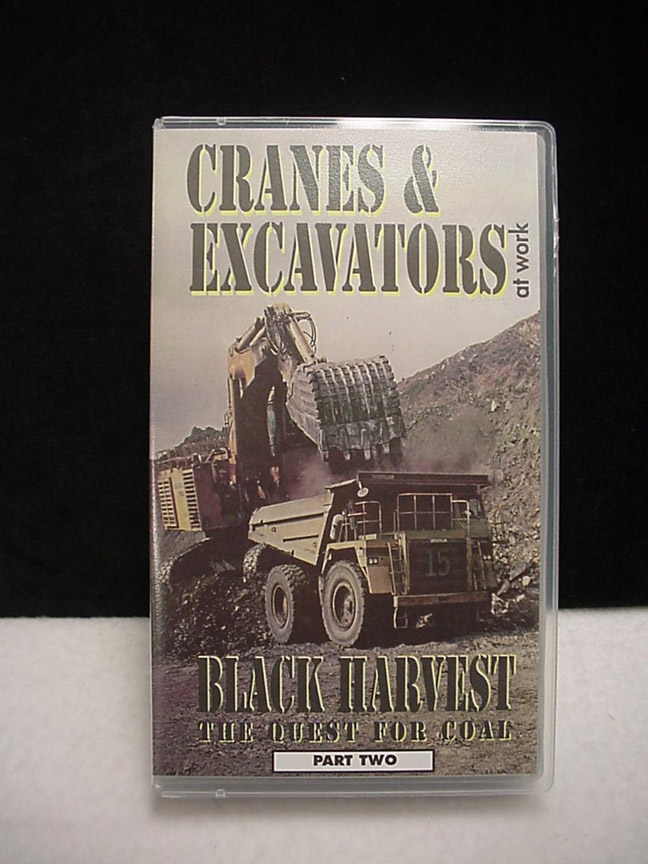 CRANES &
EXCAVATORS
at work
15
BLACK HARVEST
THE QUEST FOR COAL
PART TWO